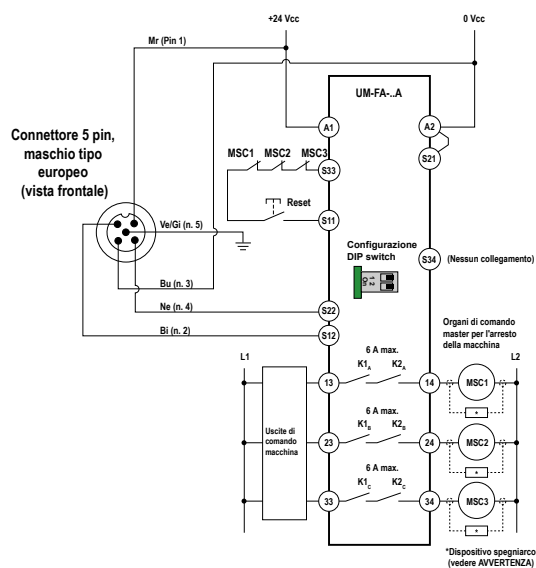 +24 Vcc
0 Vcc
Mr (Pin 1)
UM-FA-..A
Connettore 5 pin,
maschio tipo
europeo
(vista frontale)
A1
A2
MSC1 MSC2 MSC3
S33
S21
Reset
S11
Ve/Gi (n. 5)
Configurazione
DIP switch
On
1 2
S34
(Nessun collegamento)
Bu (n. 3)
Ne (n. 4)
S22
Bi (n. 2)
S12
Organi di comando
master per l'arresto
della macchina
L1
L2
6 A max.
K1A
K2A
13
14
MSC1
*
Uscite di
comando
macchina
6 A max.
K1B
K2B
23
24
MSC2
*
6 A max.
K1C
K2C
33
34
MSC3
*
*Dispositivo spegniarco
(vedere AVVERTENZA)